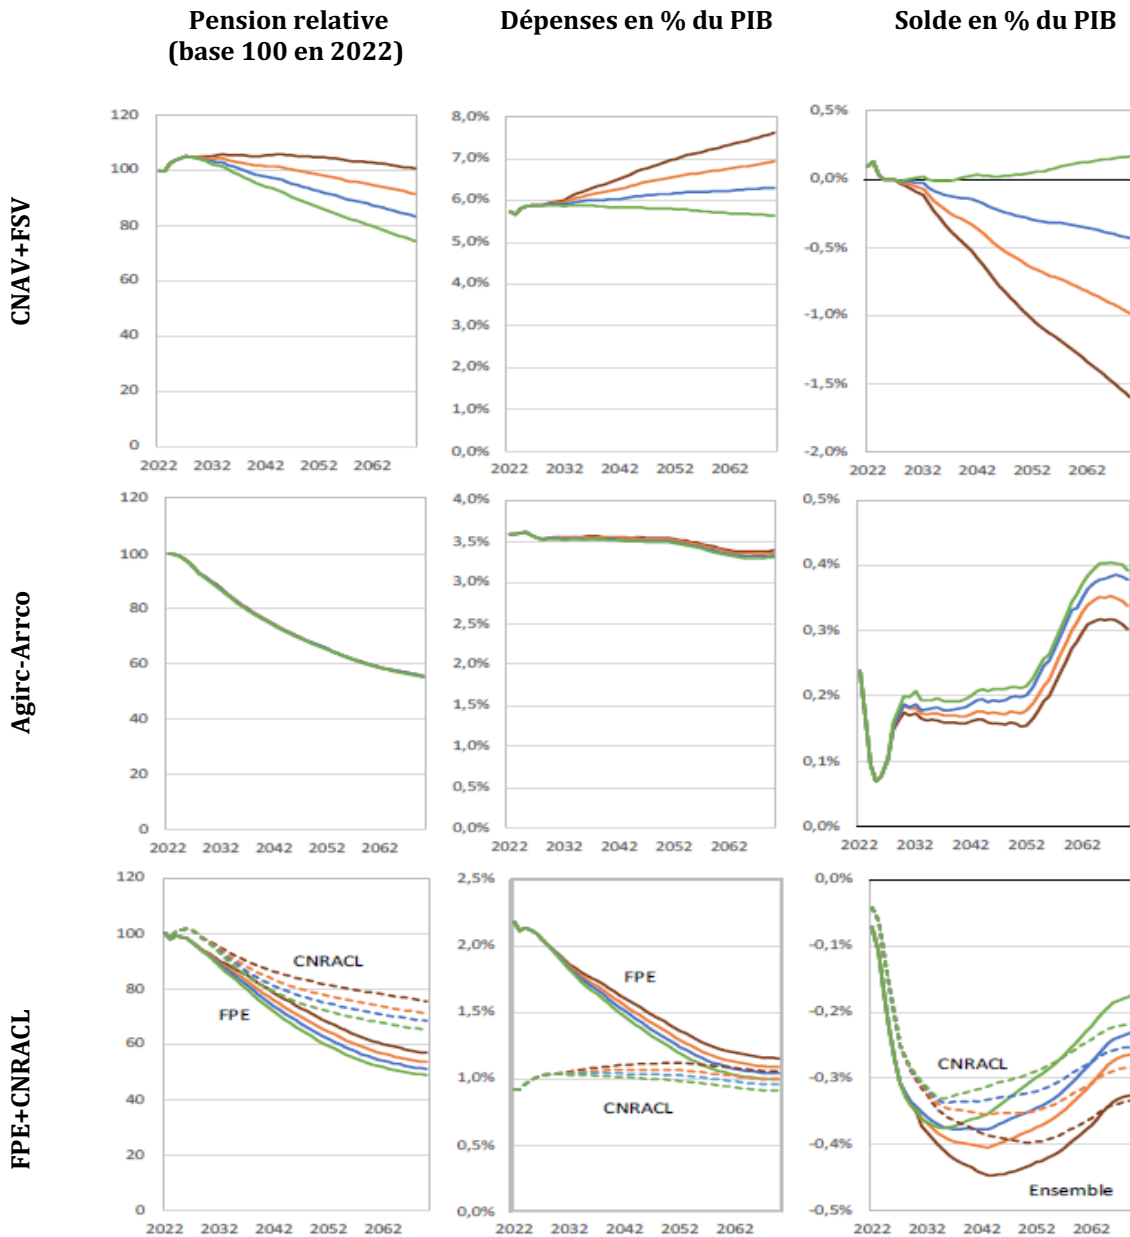 Pension relative
(base 100 en 2022)
Dépenses en % du PIB
Solde en % du PIB
CNAV+FSV
120
100
80
60
40
20
0
2022 2032 2042 2052 2062
8,0%
7,0%
6,0%
5,0%
4,0%
3,0%
2,0%
1,0%
0,0%
2022 2032 2042 2052 2062
0,5%
0,0%
-0,5%
-1,0%
-1,5%
-2,0%
2022 2032 2042 2052 2062
Agirc-Arrco
120
100
80
60
40
20
0
2022 2032 2042 2052 2062
4,0%
3,5%
3,0%
2,5%
2,0%
1,5%
1,0%
0,5%
0,0%
2022 2032 2042 2052 2062
0,5%
0,4%
0,3%
0,2%
0,1%
0,0%
2022 2032 2042 2052 2062
FPE+CNRACL
120
100
80
60
40
20
0
CNRACL
FPE
2022 2032 2042 2052 2062
2,5%
2,0%
1,5%
1,0%
0,5%
0,0%
FPE
CNRACL
2022 2032 2042 2052 2062
0,0%
-0,1%
-0,2%
-0,3%
-0,4%
-0,5%
CNRACL
Ensemble
2022 2032 2042 2052 2062